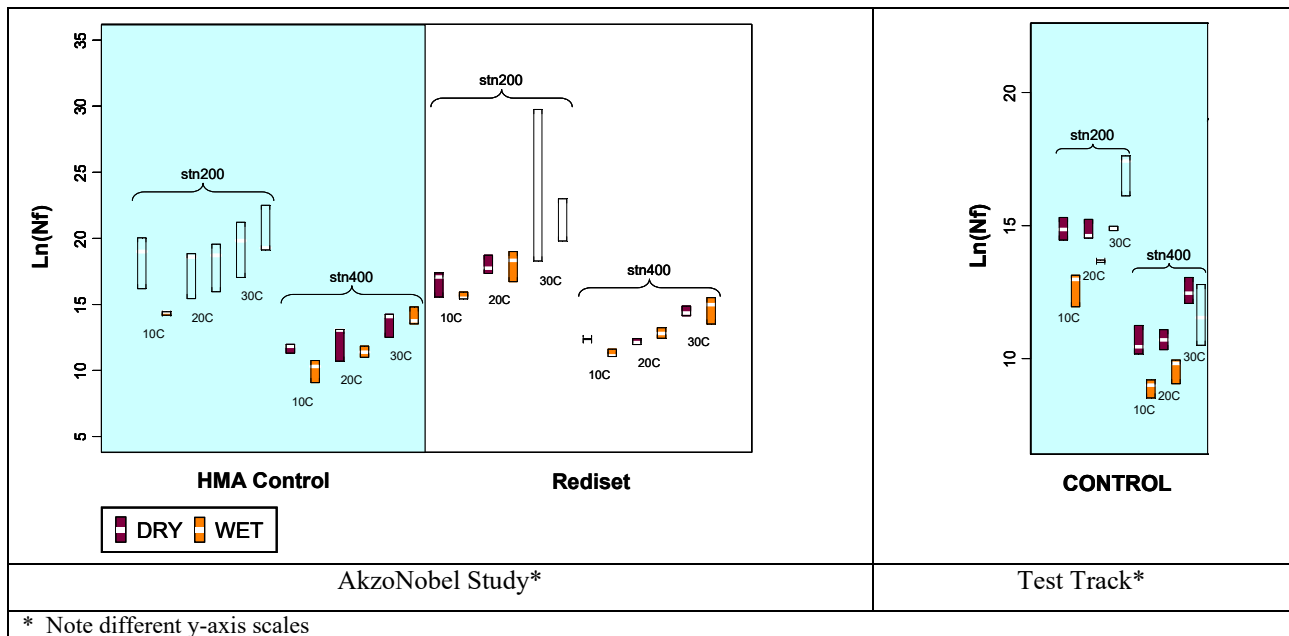 Ln(Nf)
35
30
25
20
15
10
5
stn200
10C
20C
30C
stn400
10C
20C
30C
stn200
10C
20C
30C
stn400
10C
20C
30C
HMA Control
Rediset
DRY WET
Ln(Nf)
20
15
10
stn200
10C
20C
30C
stn400
10C
20C
30C
CONTROL
AkzoNobel Study*
Test Track*
* Note different y-axis scales